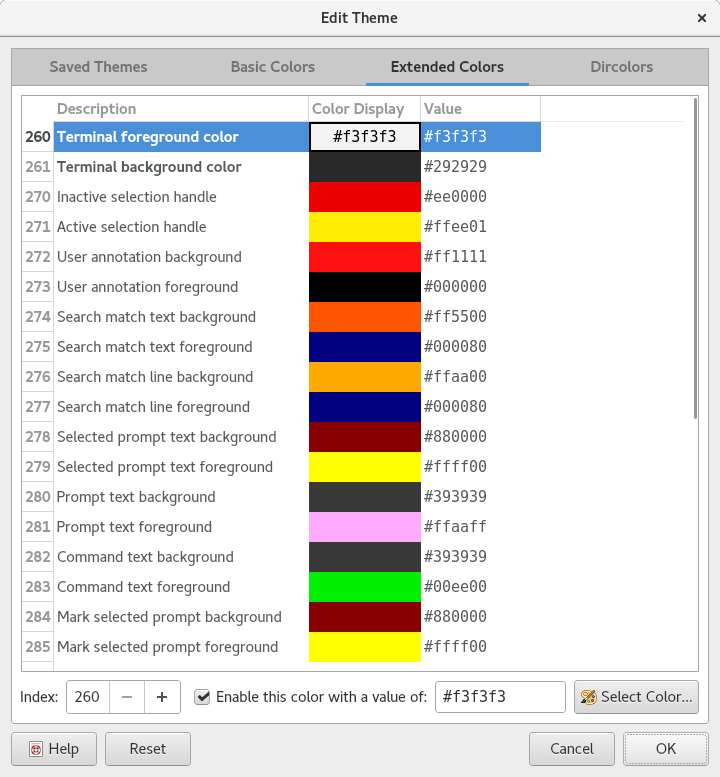 Edit Theme
Saved Themes Basic Colors Extended Colors Dircolors
Description Color Display Value
260 Terminal foreground color #f3f3f3 #f3f3f3
261 Terminal background color #292929
270 Inactive selection handle #ee0000
271 Active selection handle #ffee01
272 User annotation background #ff1111
273 User annotation foreground #000000
274 Search match text background #ff5500
275 Search match text foreground #000080
276 Search match line background #ffaa00
277 Search match line foreground #000080
278 Selected prompt text background #880000
279 Selected prompt text foreground #ffff00
280 Prompt text background #393939
281 Prompt text foreground #ffaaff
282 Command text background #393939
283 Command text foreground #00ee00
284 Mark selected prompt background #880000
285 Mark selected prompt foreground #ffff00
Index: 260 Enable this color with a value of: #f3f3f3 Select Color...
Help Reset Cancel OK